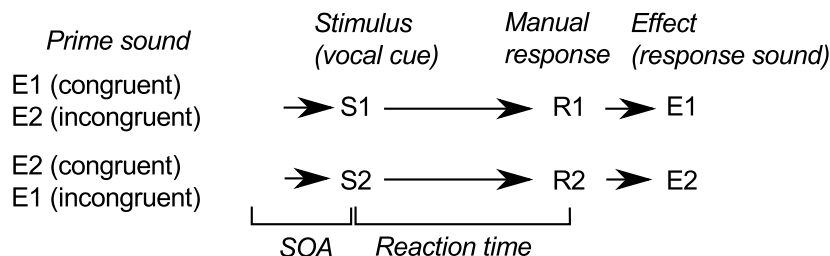 Prime sound
Stimulus
(vocal cue)
Manual
response
Effect
(response sound)
E1 (congruent)
E2 (incongruent)
S1 R1 E1
E2 (congruent)
E1 (incongruent)
S2 R2 E2
SOA Reaction time